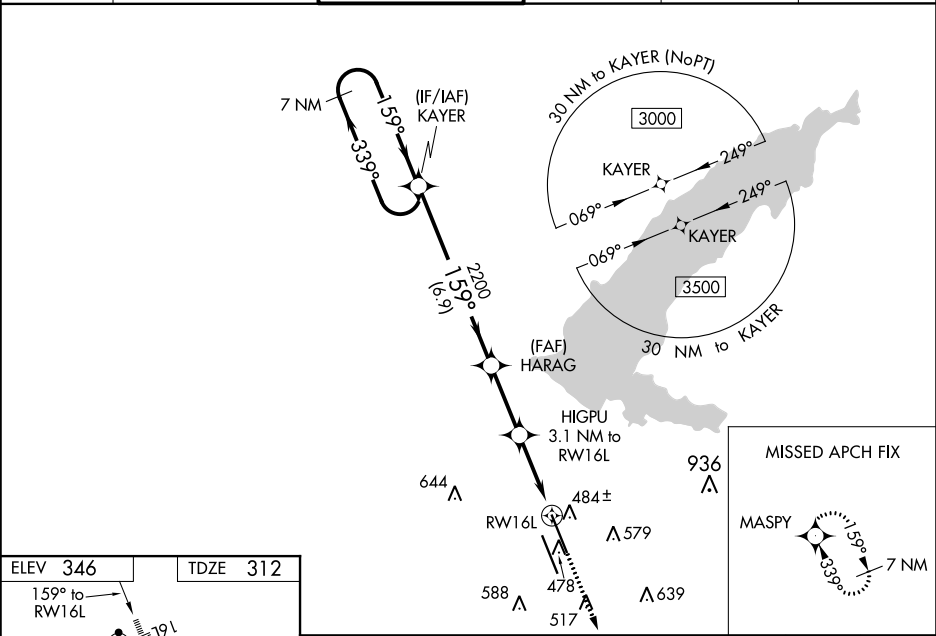 7 NM
159°
339°
(IF/IAF)
KAYER
30 NM to KAYER (NoPT)
3000
KAYER
249°
069°
249°
KAYER
069°
3500
30 NM to KAYER
2200
159°
(6.9)
(FAF)
HARAG
HIGPU
3.1 NM to
RW16L
936
644
484±
RW16L
579
478
588
517
639
MISSED APCH FIX
MASPY
159°
339°
7 NM
ELEV 346
TDZE 312
159° to
RW16L
16L